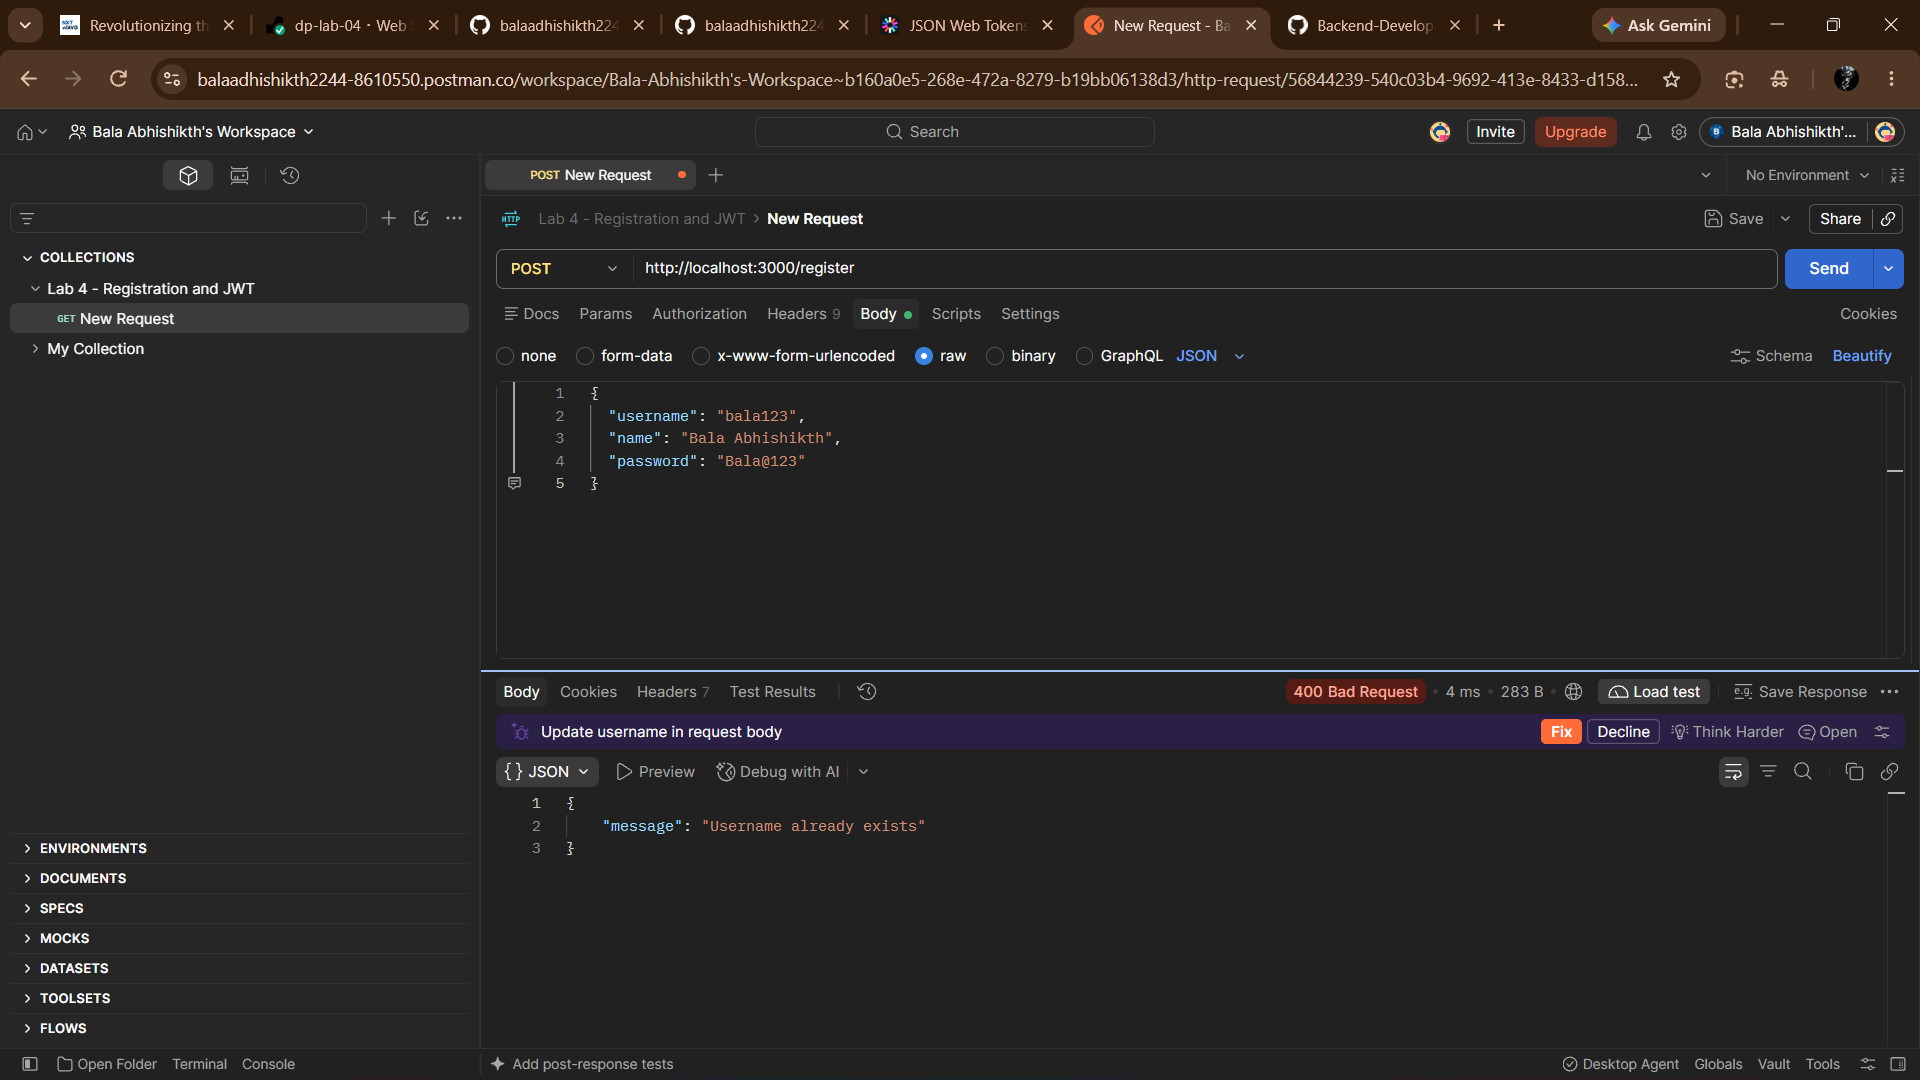 Revolutionizing th
dp-lab-04 · Web S
balaadhishikth224
balaadhishikth224
JSON Web Tokens
New Request - Ba
Backend-Develop
Ask Gemini
balaadhishikth2244-8610550.postman.co/workspace/Bala-Abhishikth's-Workspace~b160a0e5-268e-472a-8279-b19bb06138d3/http-request/56844239-540c03b4-9692-413e-8433-d158...
Bala Abhishikth's Workspace
Search
Invite
Upgrade
Bala Abhishikth'...
POST New Request
No Environment
HTTP
Lab 4 - Registration and JWT > New Request
Save
Share
COLLECTIONS
Lab 4 - Registration and JWT
GET New Request
My Collection
POST
http://localhost:3000/register
Send
Docs
Params
Authorization
Headers 9
Body
Scripts
Settings
Cookies
none
form-data
x-www-form-urlencoded
raw
binary
GraphQL
JSON
Schema
Beautify
1 {
2 "username": "bala123",
3 "name": "Bala Abhishikth",
4 "password": "Bala@123"
5 }
Body
Cookies
Headers 7
Test Results
400 Bad Request
4 ms
283 B
Load test
e.g. Save Response
Update username in request body
Fix
Decline
Think Harder
Open
{} JSON
Preview
Debug with AI
1 {
2 "message": "Username already exists"
3 }
ENVIRONMENTS
DOCUMENTS
SPECS
MOCKS
DATASETS
TOOLSETS
FLOWS
Open Folder
Terminal
Console
Add post-response tests
Desktop Agent
Globals
Vault
Tools